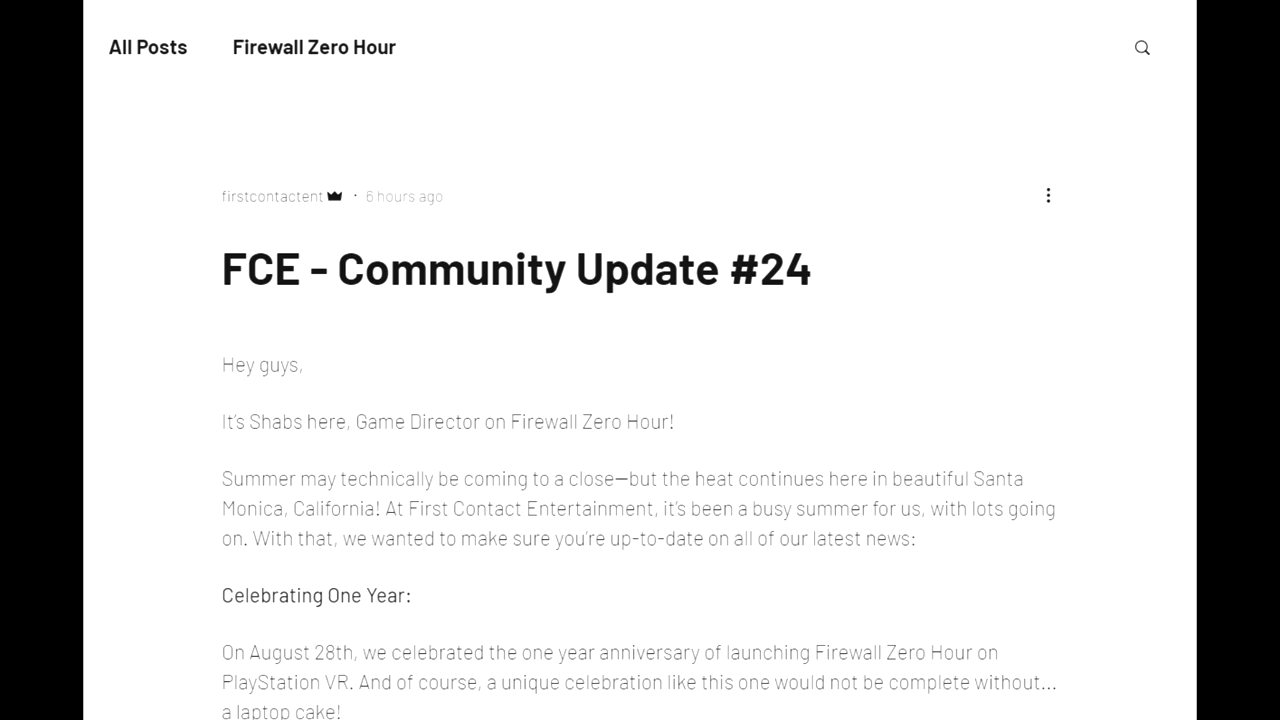 All Posts Firewall Zero Hour
firstcontactent · 6 hours ago
FCE - Community Update #24
Hey guys,
It's Shabs here, Game Director on Firewall Zero Hour!
Summer may technically be coming to a close—but the heat continues here in beautiful Santa
Monica, California! At First Contact Entertainment, it's been a busy summer for us, with lots going
on. With that, we wanted to make sure you're up-to-date on all of our latest news:
Celebrating One Year:
On August 28th, we celebrated the one year anniversary of launching Firewall Zero Hour on
PlayStation VR. And of course, a unique celebration like this one would not be complete without...
a laptop cake!